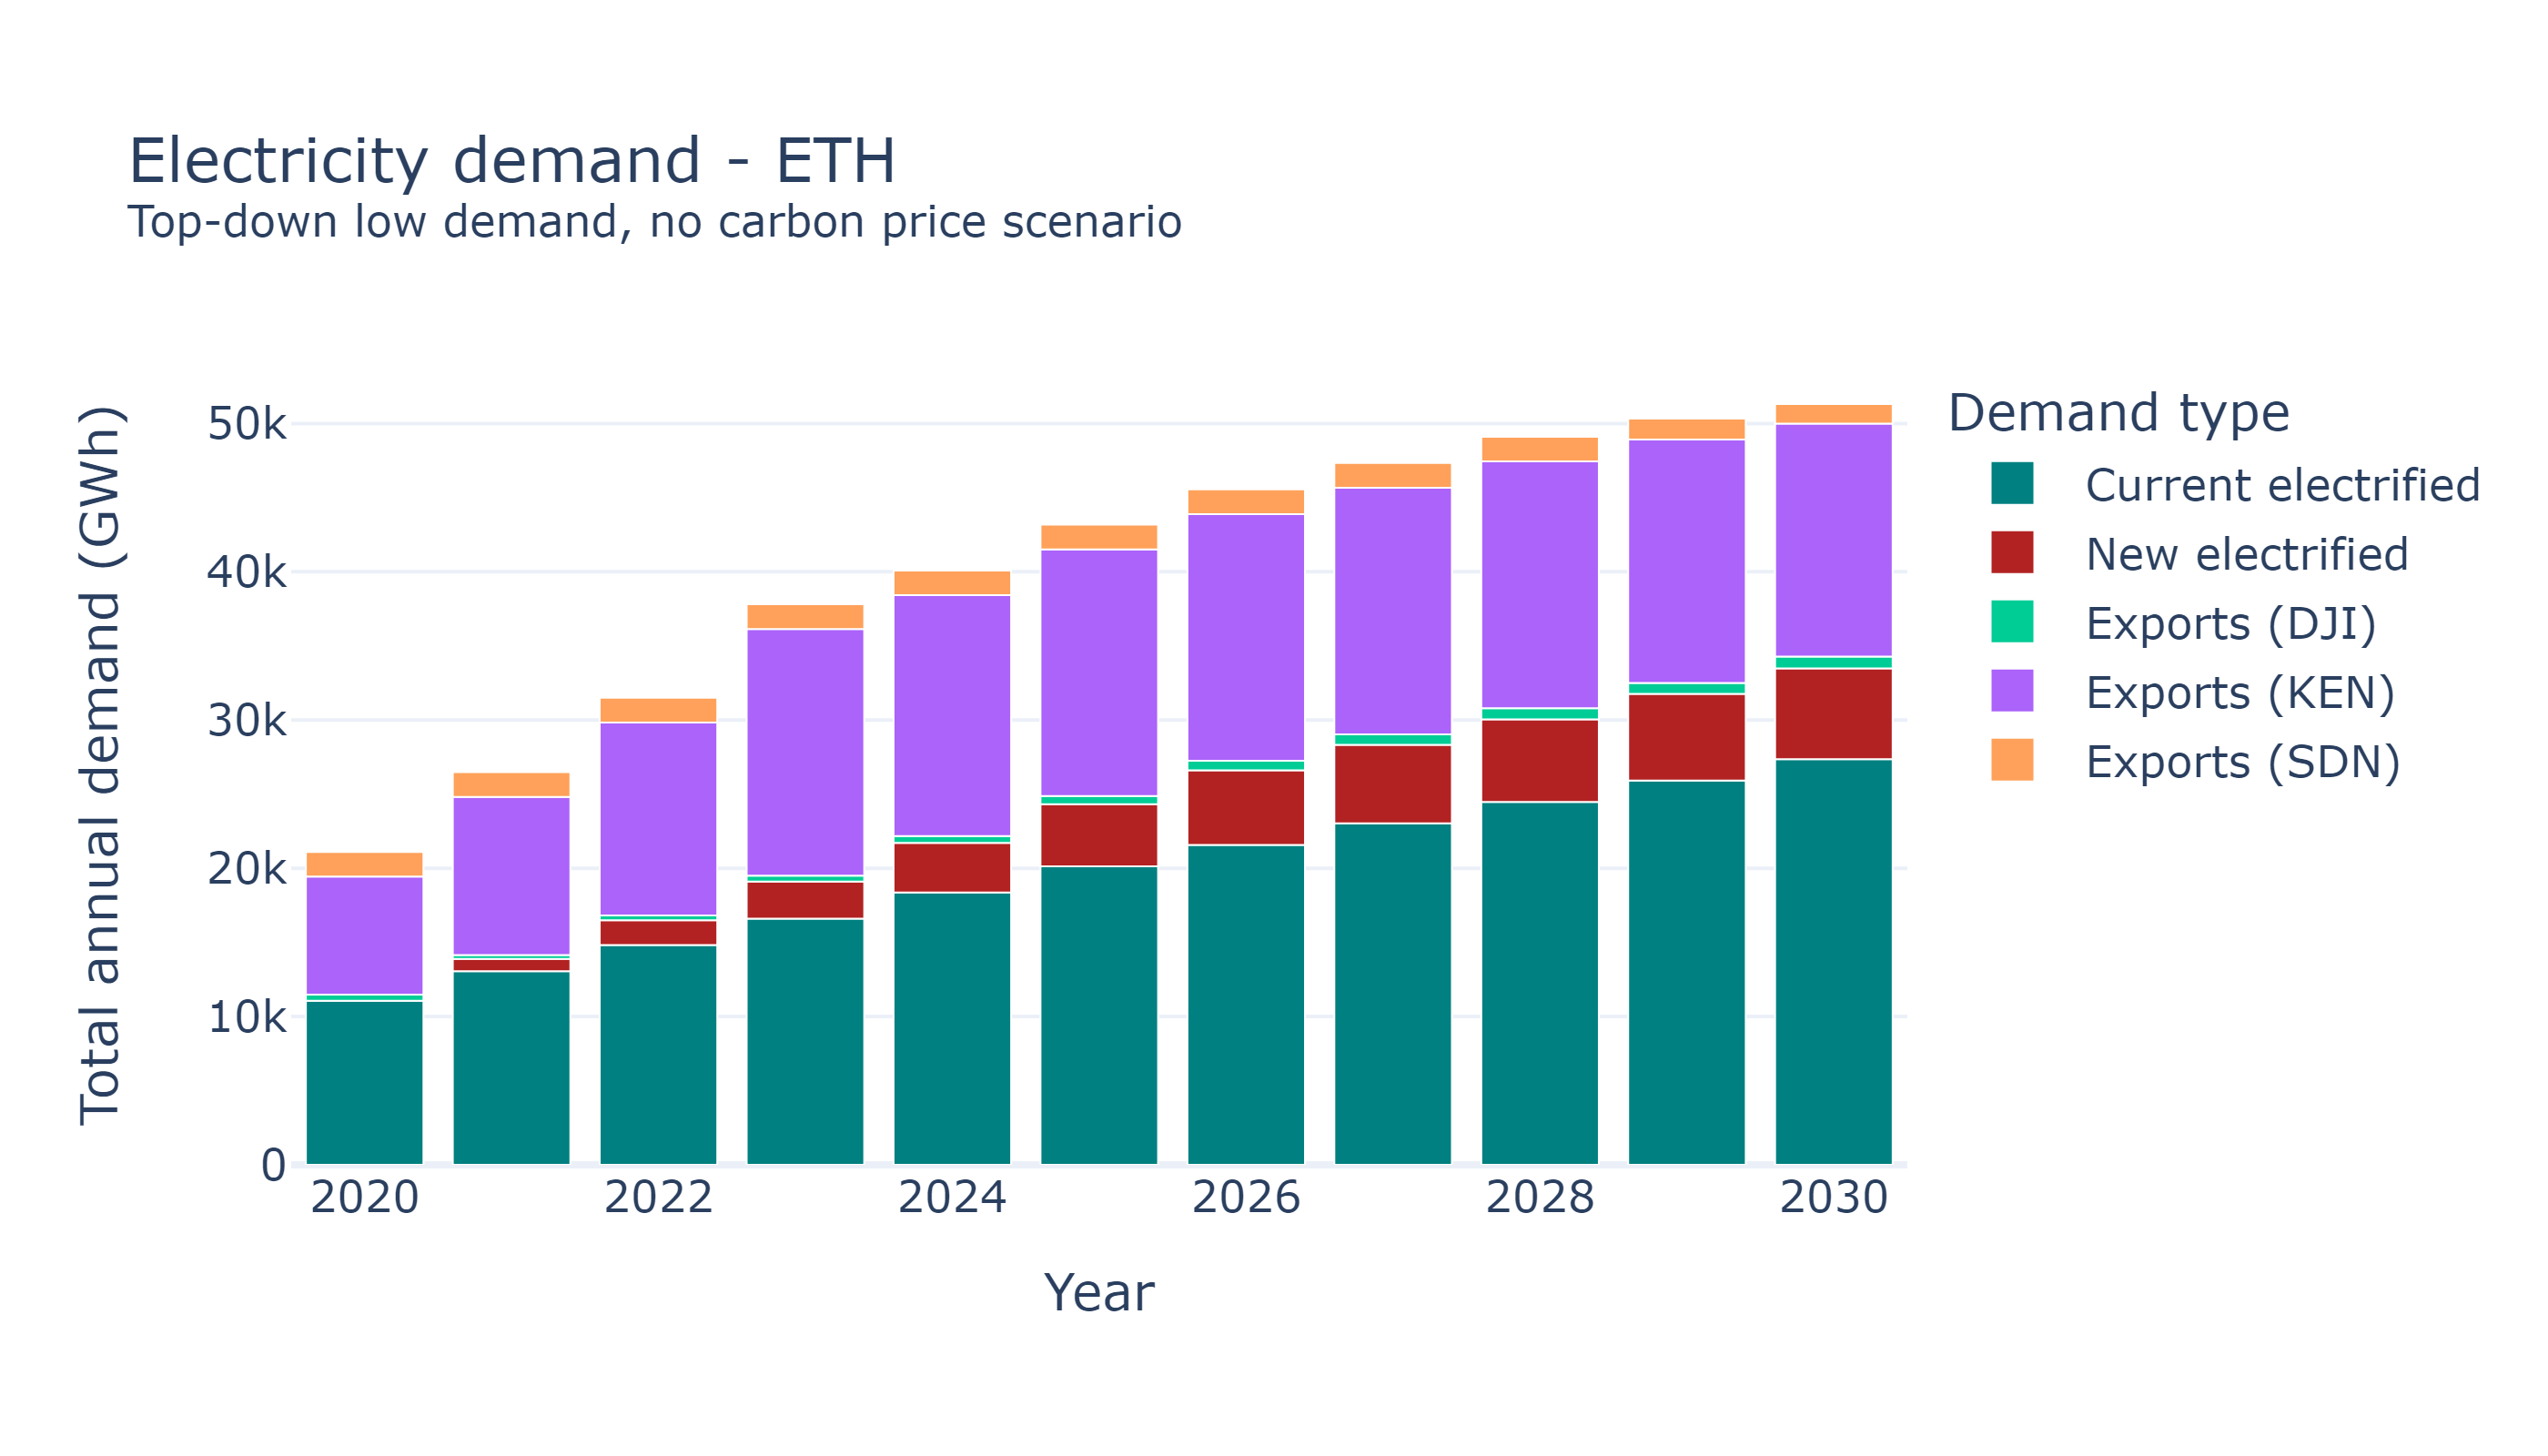 Electricity demand - ETH
Top-down low demand, no carbon price scenario
Total annual demand (GWh)
50k
40k
30k
20k
10k
0
2020
2022
2024
2026
2028
2030
Year
Demand type
Current electrified
New electrified
Exports (DJI)
Exports (KEN)
Exports (SDN)